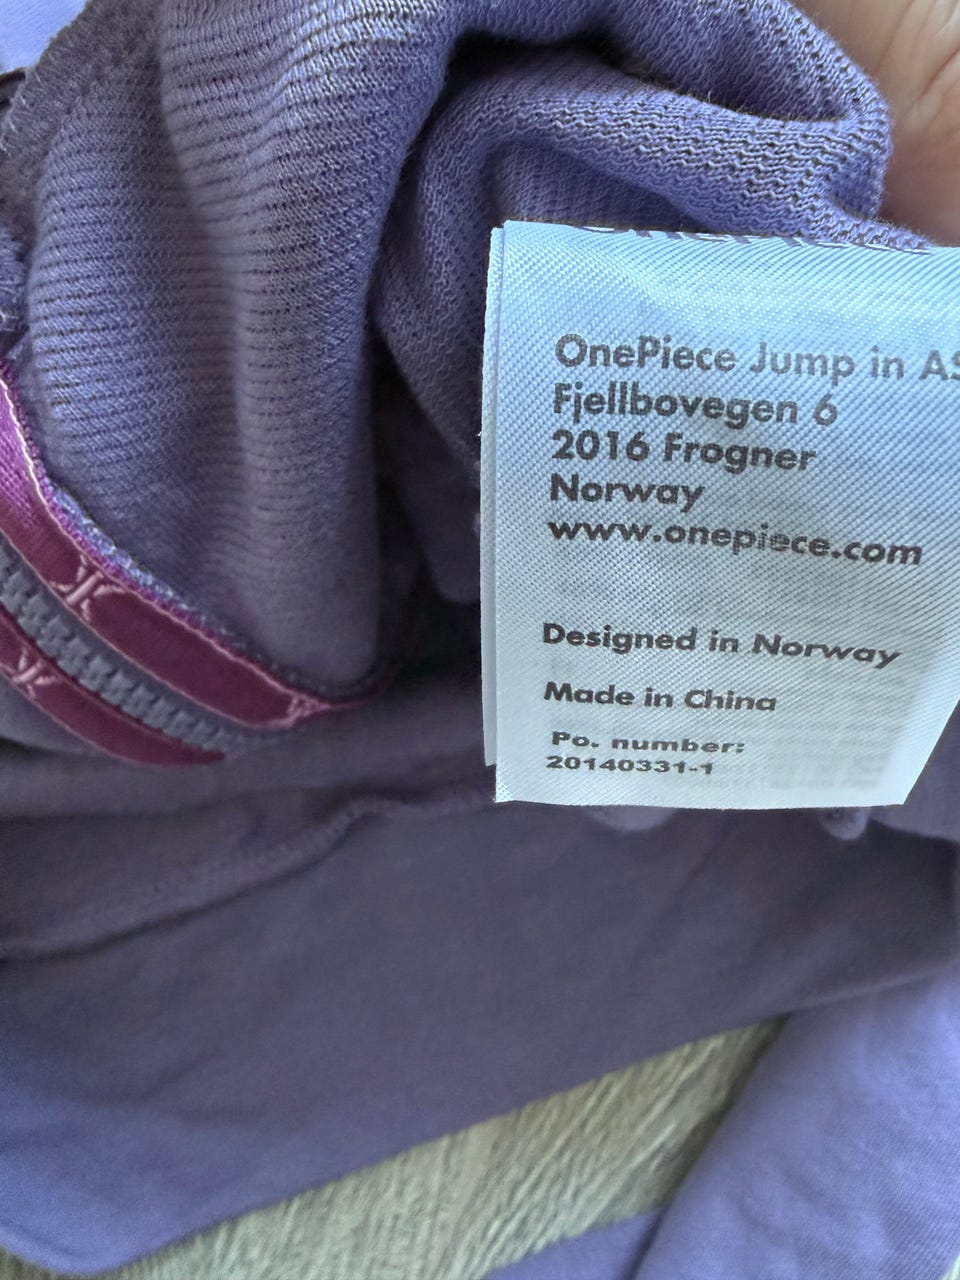 OnePiece Jump in AS
Fjellbovegen 6
2016 Frogner
Norway
www.onepiece.com
Designed in Norway
Made in China
Po. number:
20140331-1